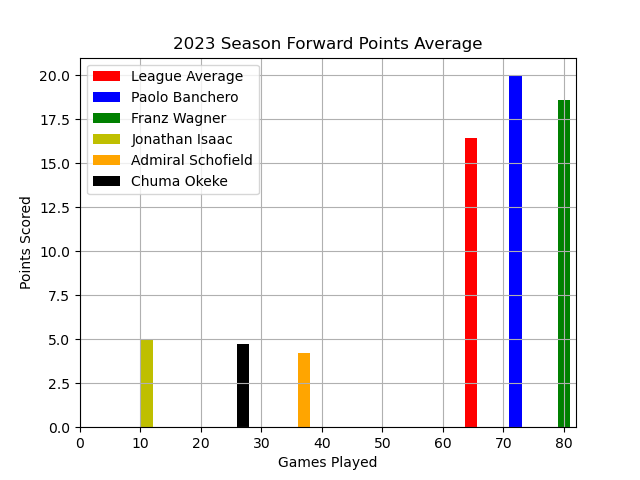 2023 Season Forward Points Average
League Average
Paolo Banchero
Franz Wagner
Jonathan Isaac
Admiral Schofield
Chuma Okeke
Points Scored
20.0
17.5
15.0
12.5
10.0
7.5
5.0
2.5
0.0
0 10 20 30 40 50 60 70 80
Games Played